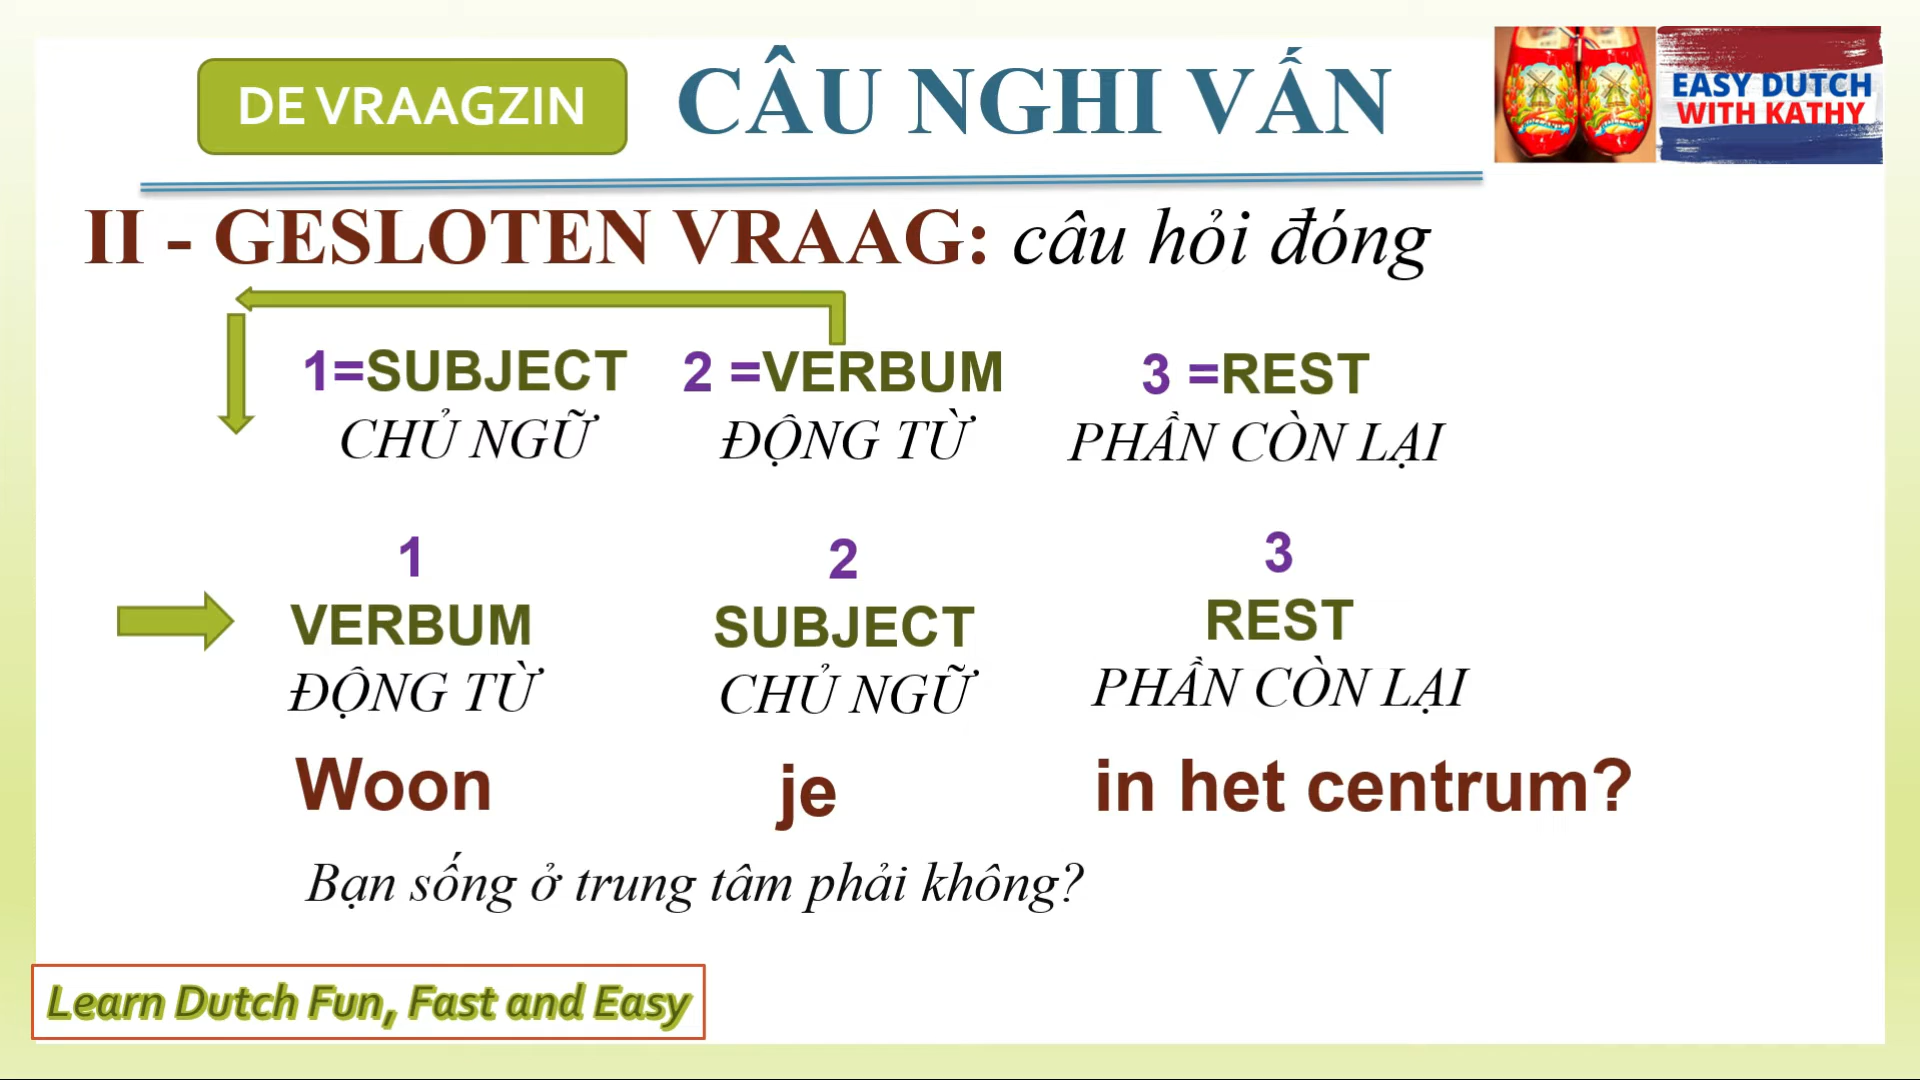 DE VRAAGZIN
CÂU NGHI VẤN
EASY DUTCH
WITH KATHY
II - GESLOTEN VRAAG: câu hỏi đóng
1=SUBJECT 2 =VERBUM 3 =REST
CHỦ NGỮ ĐỘNG TỪ PHẦN CÒN LẠI
1 2 3
VERBUM SUBJECT REST
ĐỘNG TỪ CHỦ NGỮ PHẦN CÒN LẠI
Woon je in het centrum?
Bạn sống ở trung tâm phải không?
Learn Dutch Fun, Fast and Easy